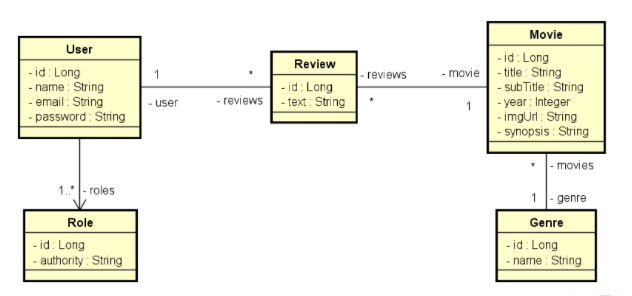 User
- id : Long
- name : String
- email : String
- password : String
1
- user
*
- reviews
Review
- id : Long
- text : String
- reviews
*
- movie
1
Movie
- id : Long
- title : String
- subTitle : String
- year : Integer
- imgUrl : String
- synopsis : String
1..*
- roles
Role
- id : Long
- authority : String
*
- movies
1
- genre
Genre
- id : Long
- name : String